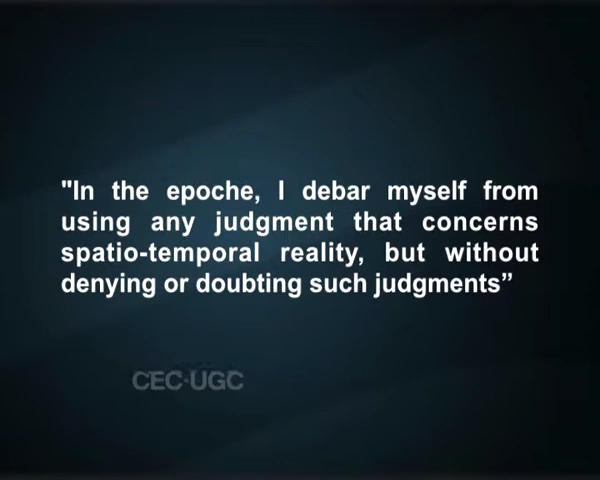 "In the epoche, I debar myself from
using any judgment that concerns
spatio-temporal reality, but without
denying or doubting such judgments”
CEC-UGC